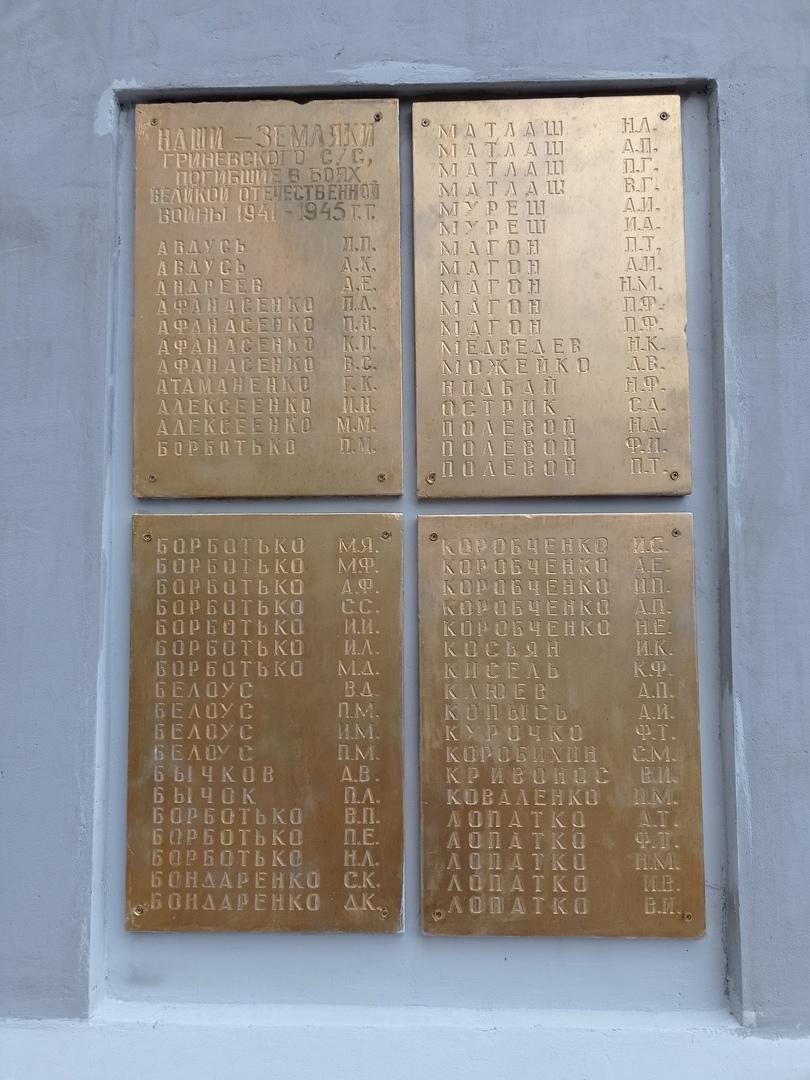 НАШИ – ЗЕМЛЯКИ
ГРИНЕВСКОГО С/С,
ПОГИБШИЕ В БОЯХ
ВЕЛИКОЙ ОТЕЧЕСТВЕННОЙ
ВОЙНЫ 1941 – 1945 Г.Г.
АВДУСЬ П.П.
АВДУСЬ А.К.
АНДРЕЕВ А.Е.
АФАНАСЕНКО П.А.
АФАНАСЕНКО П.Н.
АФАНАСЕНКО К.И.
АФАНАСЕНКО В.С.
АТАМАНЕНКО Г.К.
АЛЕКСЕЕНКО И.Н.
АЛЕКСЕЕНКО М.М.
БОРБОТЬКО П.М.
МАТЛАШ Н.Л.
МАТЛАШ А.П.
МАТЛАШ П.Г.
МАТЛАШ В.Г.
МУРЕШ А.И.
МУРЕШ И.А.
МАГОН П.Т.
МАГОН А.И.
МАГОН Н.М.
МАГОН П.Ф.
МАГОН П.Ф.
МЕДВЕДЕВ Н.К.
МОЖЕЙКО Д.В.
НИДБАЙ Н.Ф.
ОСТРИК С.А.
ПОЛЕВОЙ Н.А.
ПОЛЕВОЙ Ф.И.
ПОЛЕВОЙ П.Т.
БОРБОТЬКО М.Я.
БОРБОТЬКО М.Ф.
БОРБОТЬКО А.Ф.
БОРБОТЬКО С.С.
БОРБОТЬКО И.И.
БОРБОТЬКО И.Л.
БОРБОТЬКО М.Д.
БЕЛОУС В.Д.
БЕЛОУС П.М.
БЕЛОУС И.М.
БЕЛОУС П.М.
БЫЧКОВ Д.В.
БЫЧОК П.Л.
БОРБОТЬКО В.П.
БОРБОТЬКО П.Е.
БОРБОТЬКО Н.Л.
БОНДАРЕНКО С.К.
БОНДАРЕНКО Д.К.
КОРОБЧЕНКО И.С.
КОРОБЧЕНКО А.Е.
КОРОБЧЕНКО И.П.
КОРОБЧЕНКО А.П.
КОРОБЧЕНКО Н.Е.
КОСЬЯН И.К.
КИСЕЛЬ К.Ф.
КЛЮЕВ А.П.
КОПЫСЬ А.И.
КУРОЧКО Ф.Т.
КОРОБИХИН С.М.
КРИВОНОС В.И.
КОВАЛЕНКО П.М.
ЛОПАТКО А.Т.
ЛОПАТКО Ф.Т.
ЛОПАТКО Н.М.
ЛОПАТКО И.В.
ЛОПАТКО В.И.